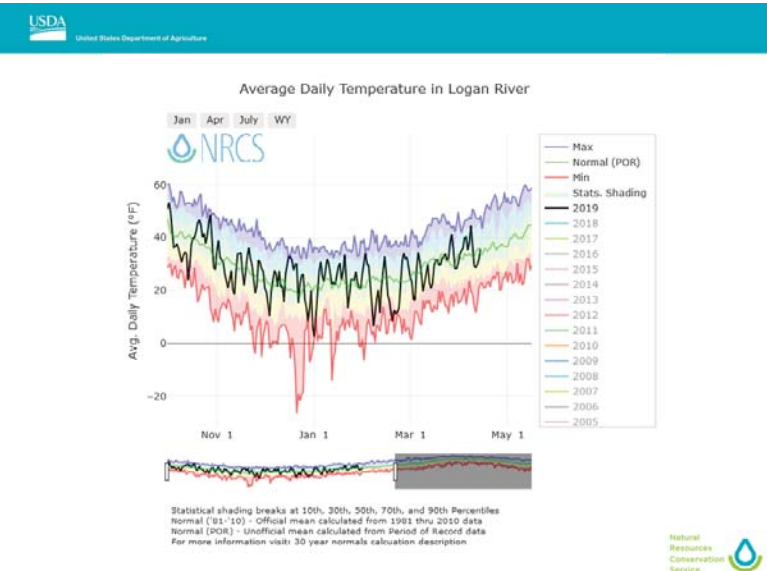 USDA
United States Department of Agriculture
Average Daily Temperature in Logan River
Jan Apr July WY
NRCS
Max
Normal (POR)
Min
Stats. Shading
2019
2018
2017
2016
2015
2014
2013
2012
2011
2010
2009
2008
2007
2006
2005
Avg. Daily Temperature (°F)
60
40
20
0
−20
Nov 1 Jan 1 Mar 1 May 1
Statistical shading breaks at 10th, 30th, 50th, 70th, and 90th Percentiles
Normal ('81-'10) - Official mean calculated from 1981 thru 2010 data
Normal (POR) - Unofficial mean calculated from Period of Record data
For more information visit: 30 year normals calcuation description
Natural
Resources
Conservation
Service